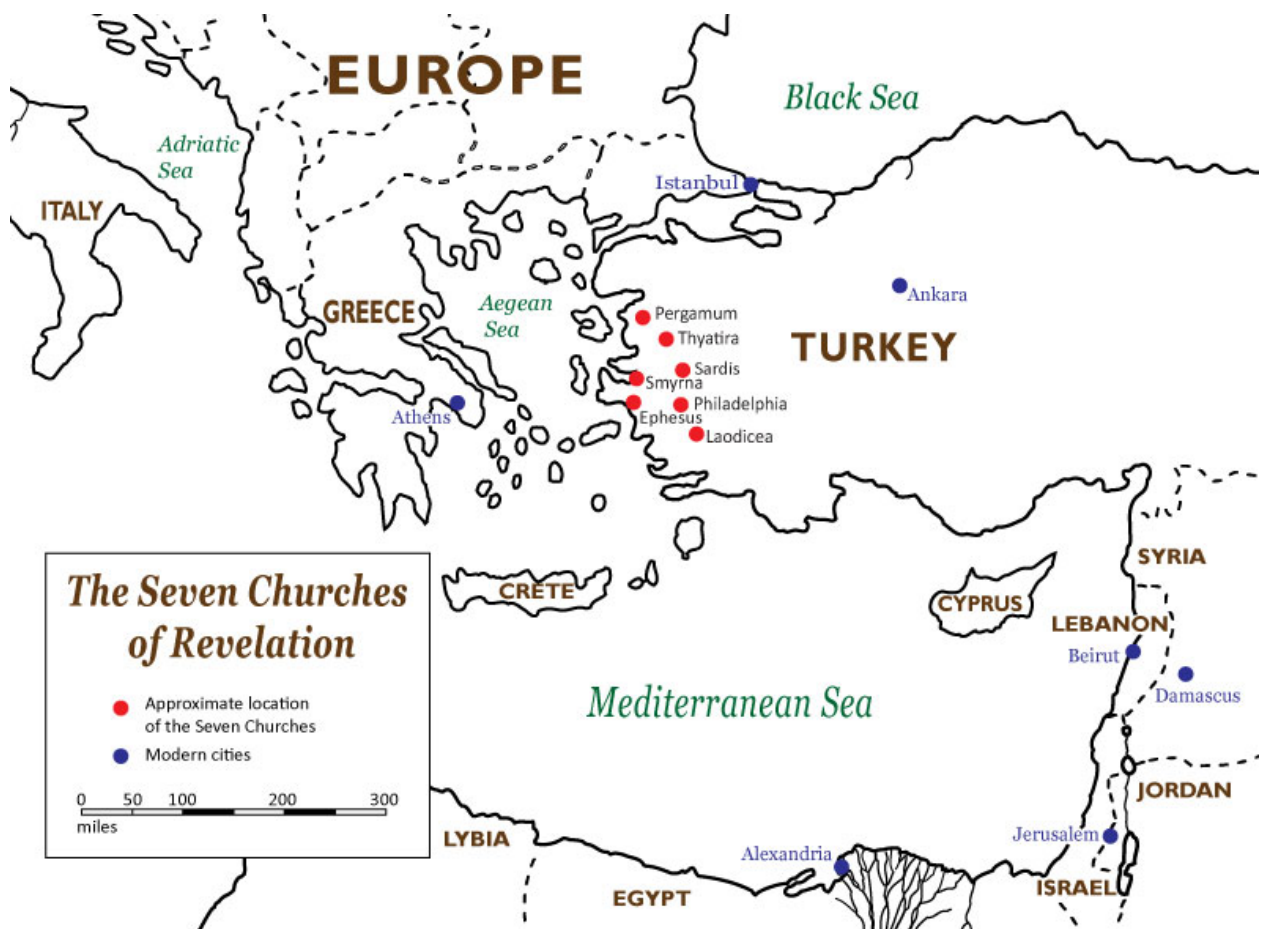 EUROPE
Black Sea
Adriatic
Sea
Istanbul
ITALY
Ankara
Aegean
Sea
GREECE
Pergamum
Thyatira
TURKEY
Sardis
Smyrna
Philadelphia
Athens
Ephesus
Laodicea
SYRIA
CRETE
CYPRUS
LEBANON
Beirut
Damascus
Mediterranean Sea
The Seven Churches
of Revelation
Approximate location
of the Seven Churches
Modern cities
0 50 100 200 300
miles
JORDAN
LYBIA
Jerusalem
Alexandria
ISRAEL
EGYPT